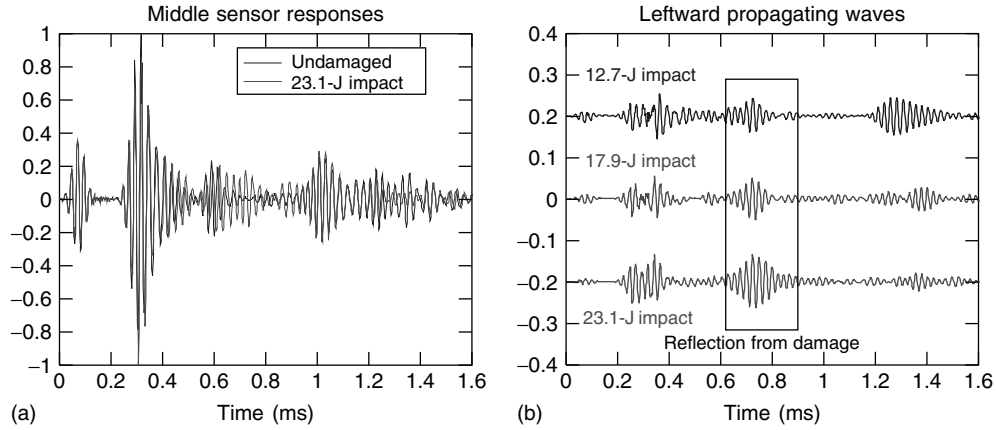 Middle sensor responses
1
0.8
0.6
0.4
0.2
0
−0.2
−0.4
−0.6
−0.8
−1
Undamaged
23.1-J impact
0 0.2 0.4 0.6 0.8 1 1.2 1.4 1.6
(a) Time (ms)
Leftward propagating waves
0.4
0.3
0.2
0.1
0
−0.1
−0.2
−0.3
0.4
12.7-J impact
17.9-J impact
23.1-J impact
Reflection from damage
0 0.2 0.4 0.6 0.8 1 1.2 1.4 1.6
(b) Time (ms)